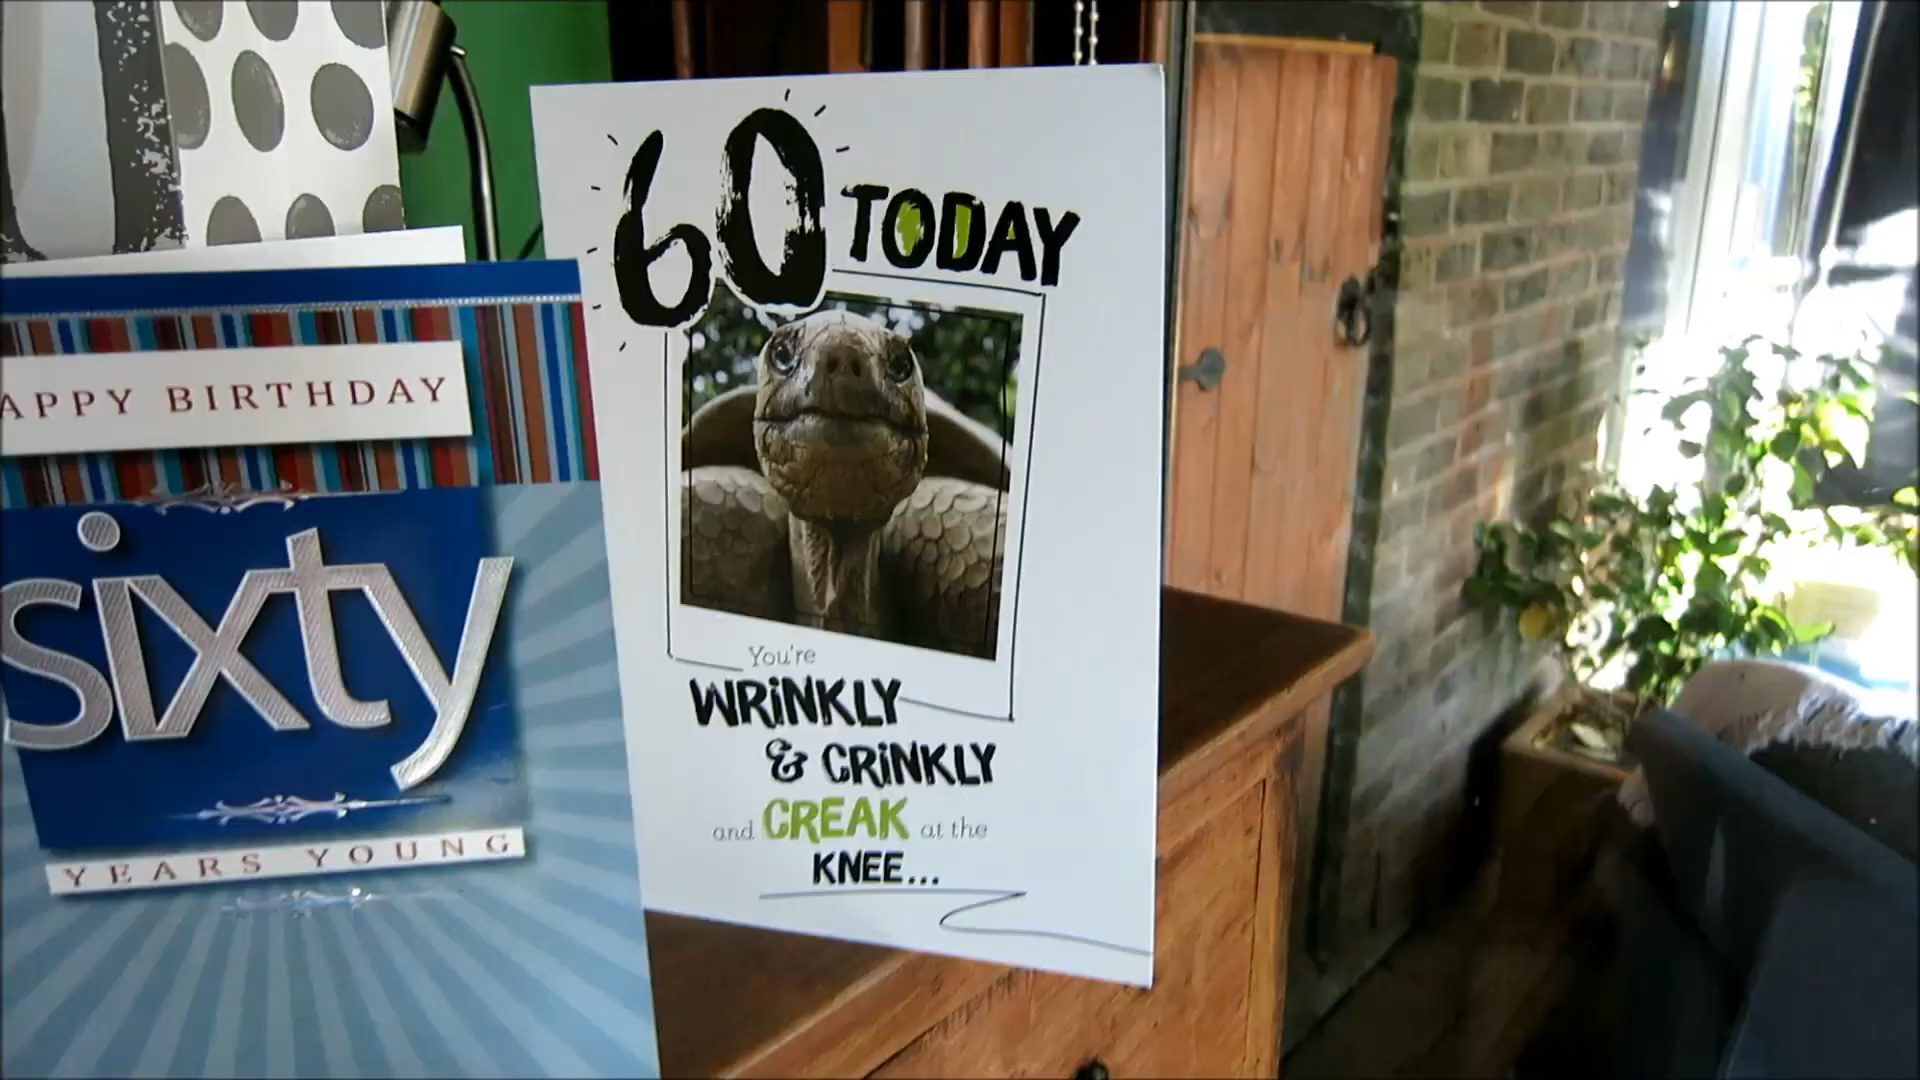 60 TODAY
You're
WRiNKLY
& CRiNKLY
and CREAK at the
KNEE...
APPY BIRTHDAY
sixty
YEARS YOUNG